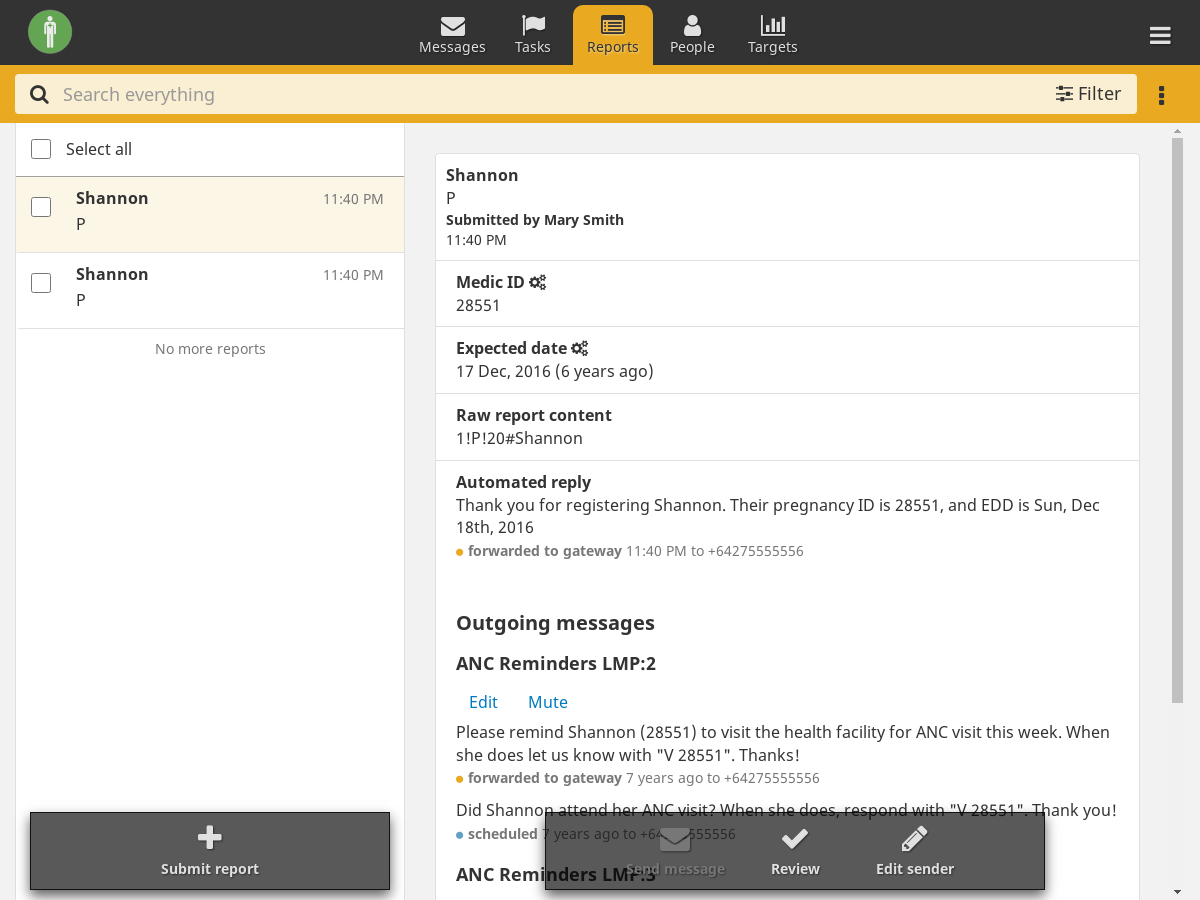 Messages
Tasks
Reports
People
Targets
Search everything
Filter
Select all
Shannon 11:40 PM
P
Shannon 11:40 PM
P
No more reports
Submit report
Shannon
P
Submitted by Mary Smith
11:40 PM
Medic ID
28551
Expected date
17 Dec, 2016 (6 years ago)
Raw report content
1!P!20#Shannon
Automated reply
Thank you for registering Shannon. Their pregnancy ID is 28551, and EDD is Sun, Dec
18th, 2016
forwarded to gateway 11:40 PM to +64275555556
Outgoing messages
ANC Reminders LMP:2
Edit Mute
Please remind Shannon (28551) to visit the health facility for ANC visit this week. When
she does let us know with "V 28551". Thanks!
forwarded to gateway 7 years ago to +64275555556
Did Shannon attend her ANC visit? When she does, respond with "V 28551". Thank you!
scheduled 7 years ago to
ANC Reminders LMP:3
Send message
Review
Edit sender